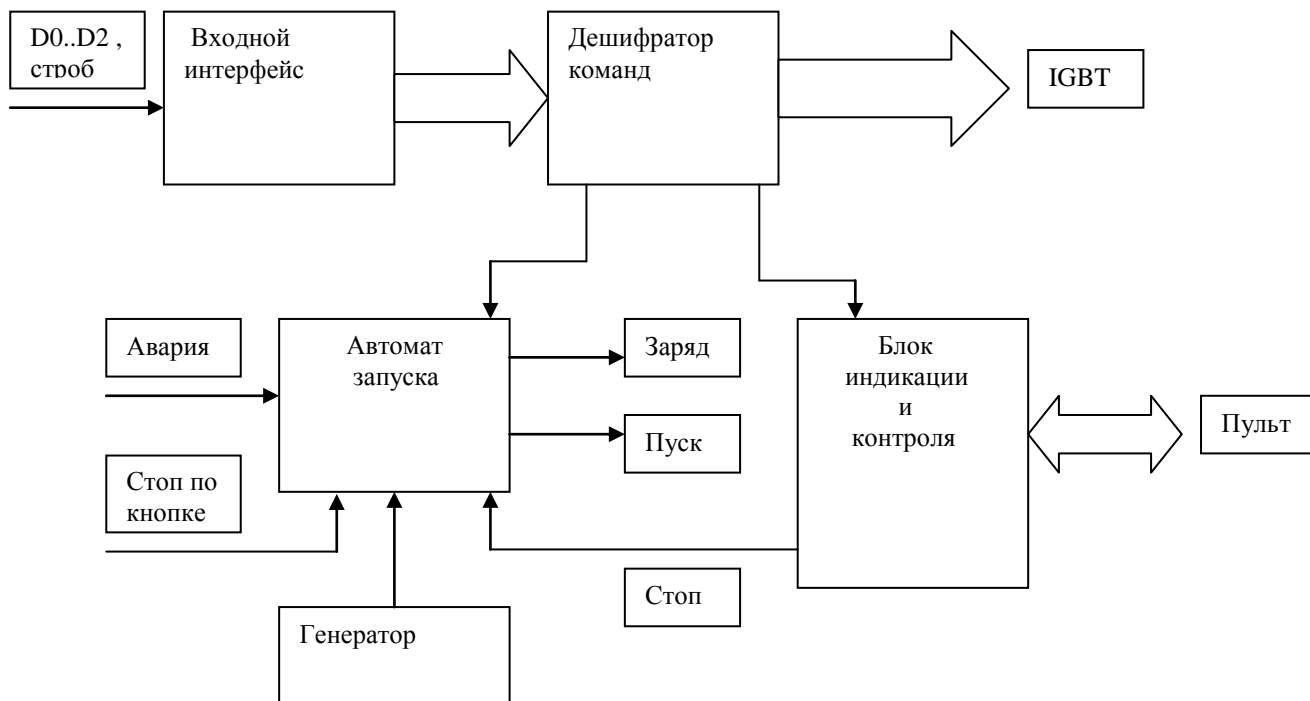 D0..D2 ,
строб
Входной
интерфейс
Дешифратор
команд
IGBT
Авария
Автомат
запуска
Заряд
Блок
индикации
и
контроля
Пуск
Пульт
Стоп по
кнопке
Стоп
Генератор